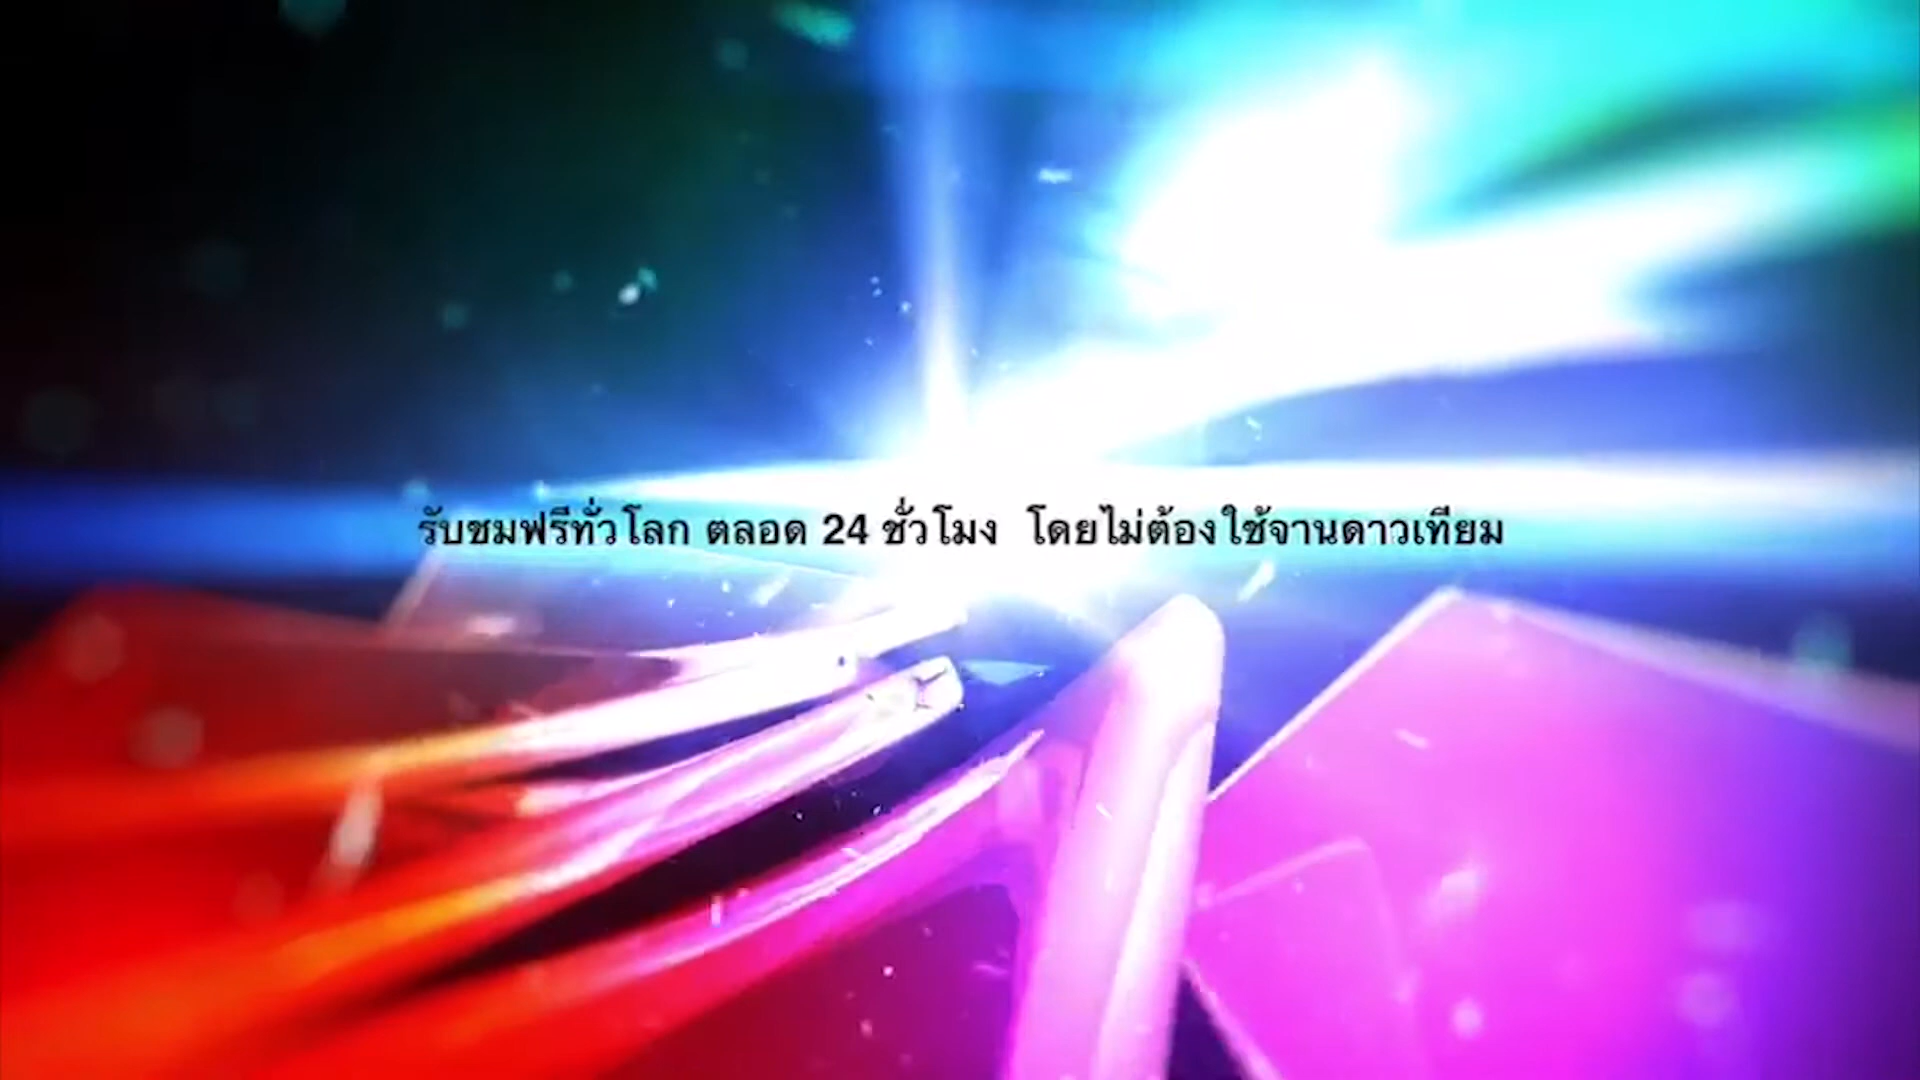 รับชมฟรีทั่วโลก ตลอด 24 ชั่วโมง โดยไม่ต้องใช้จานดาวเทียม